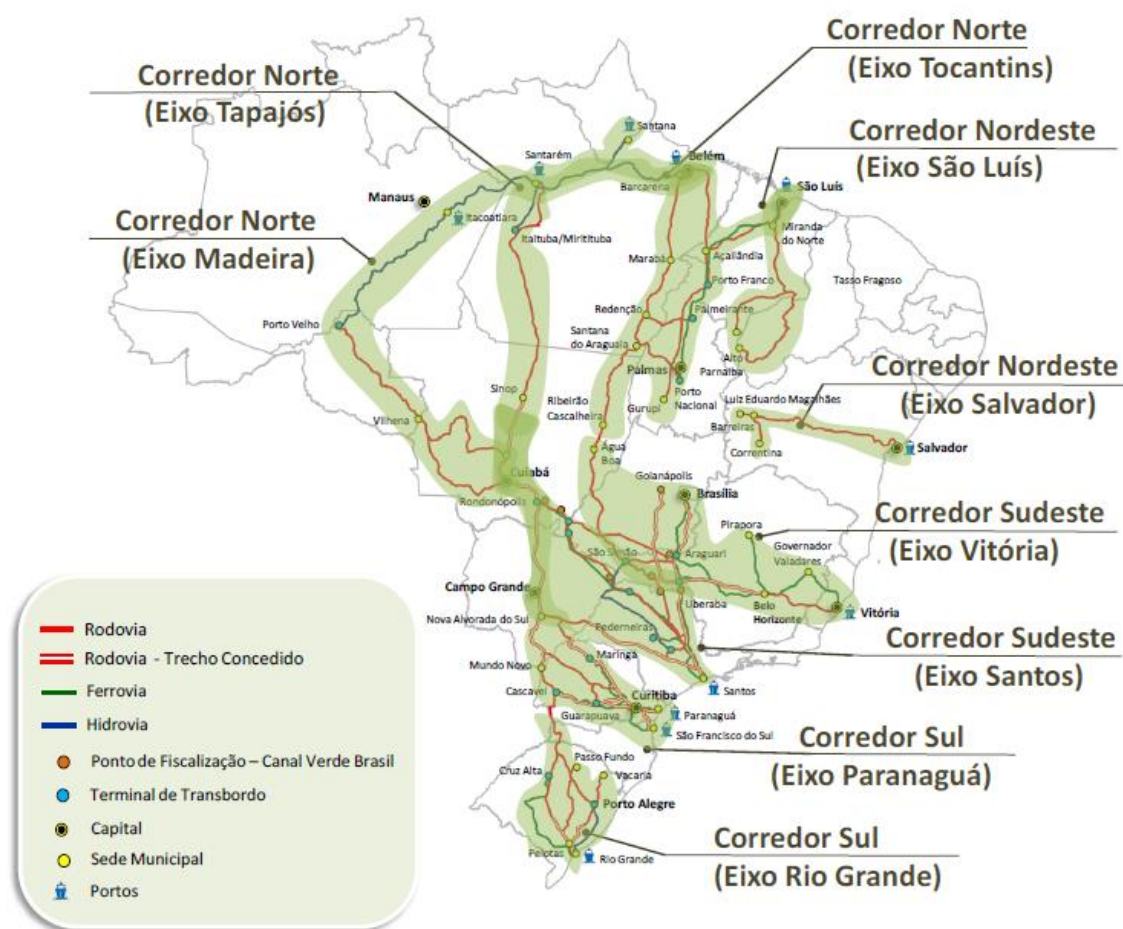 Corredor Norte
(Eixo Tocantins)
Corredor Norte
(Eixo Tapajós)
Corredor Nordeste
(Eixo São Luís)
Corredor Norte
(Eixo Madeira)
Santana
Santarém
Belém
Barcarena
São Luís
Manaus
Itacoatiara
Itaituba/Miritituba
Miranda
do Norte
Marabá
Açailândia
Porto Franco
Tasso Fragoso
Redenção
Palmeirante
Porto Velho
Santana
do Araguaia
Alto
Parnaíba
Palmas
Porto
Nacional
Gurupi
Corredor Nordeste
(Eixo Salvador)
Sinop
Ribeirão
Cascalheira
Luiz Eduardo Magalhães
Barreiras
Correntina
Salvador
Vilhena
Água
Boa
Cuiabá
Goianápolis
Brasília
Rondonópolis
Corredor Sudeste
(Eixo Vitória)
Pirapora
Governador
Valadares
São Simão
Araguari
Campo Grande
Uberaba
Belo
Horizonte
Vitória
Nova Alvorada do Sul
Pederneiras
Corredor Sudeste
(Eixo Santos)
Maringá
Mundo Novo
Santos
Cascavel
Curitiba
Guarapuava
Paranaguá
São Francisco do Sul
Corredor Sul
(Eixo Paranaguá)
Passo Fundo
Cruz Alta
Vacaria
Porto Alegre
Corredor Sul
(Eixo Rio Grande)
Pelotas
Rio Grande
Rodovia
Rodovia - Trecho Concedido
Ferrovia
Hidrovia
Ponto de Fiscalização – Canal Verde Brasil
Terminal de Transbordo
Capital
Sede Municipal
Portos